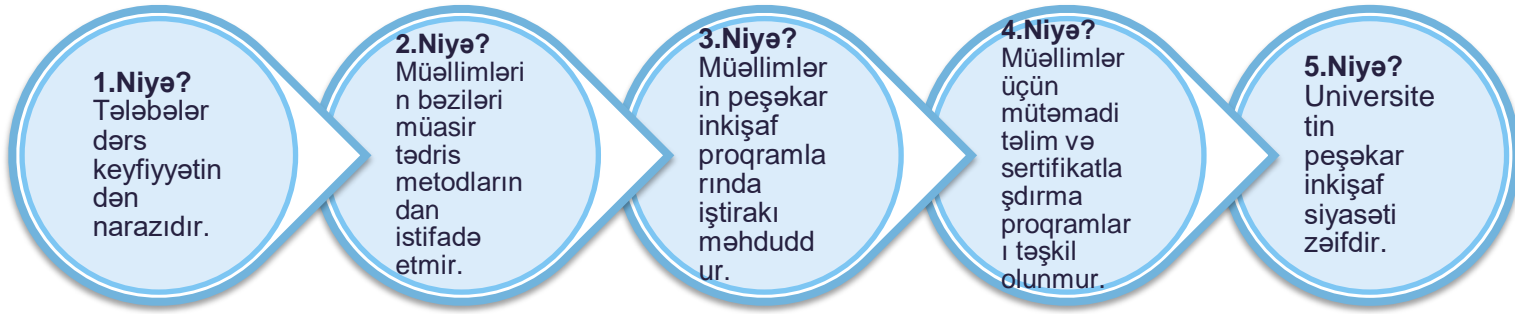 1.Niyə?
Tələbələr
dərs
keyfiyyətin
dən
narazıdır.
2.Niyə?
Müəllimləri
n bəziləri
müasir
tədris
metodların
dan
istifadə
etmir.
3.Niyə?
Müəllimlər
in peşəkar
inkişaf
proqramla
rında
iştirakı
məhdudd
ur.
4.Niyə?
Müəllimlər
üçün
mütəmadi
təlim və
sertifikatla
şdırma
proqramlar
ı təşkil
olunmur.
5.Niyə?
Universite
tin
peşəkar
inkişaf
siyasəti
zəifdir.